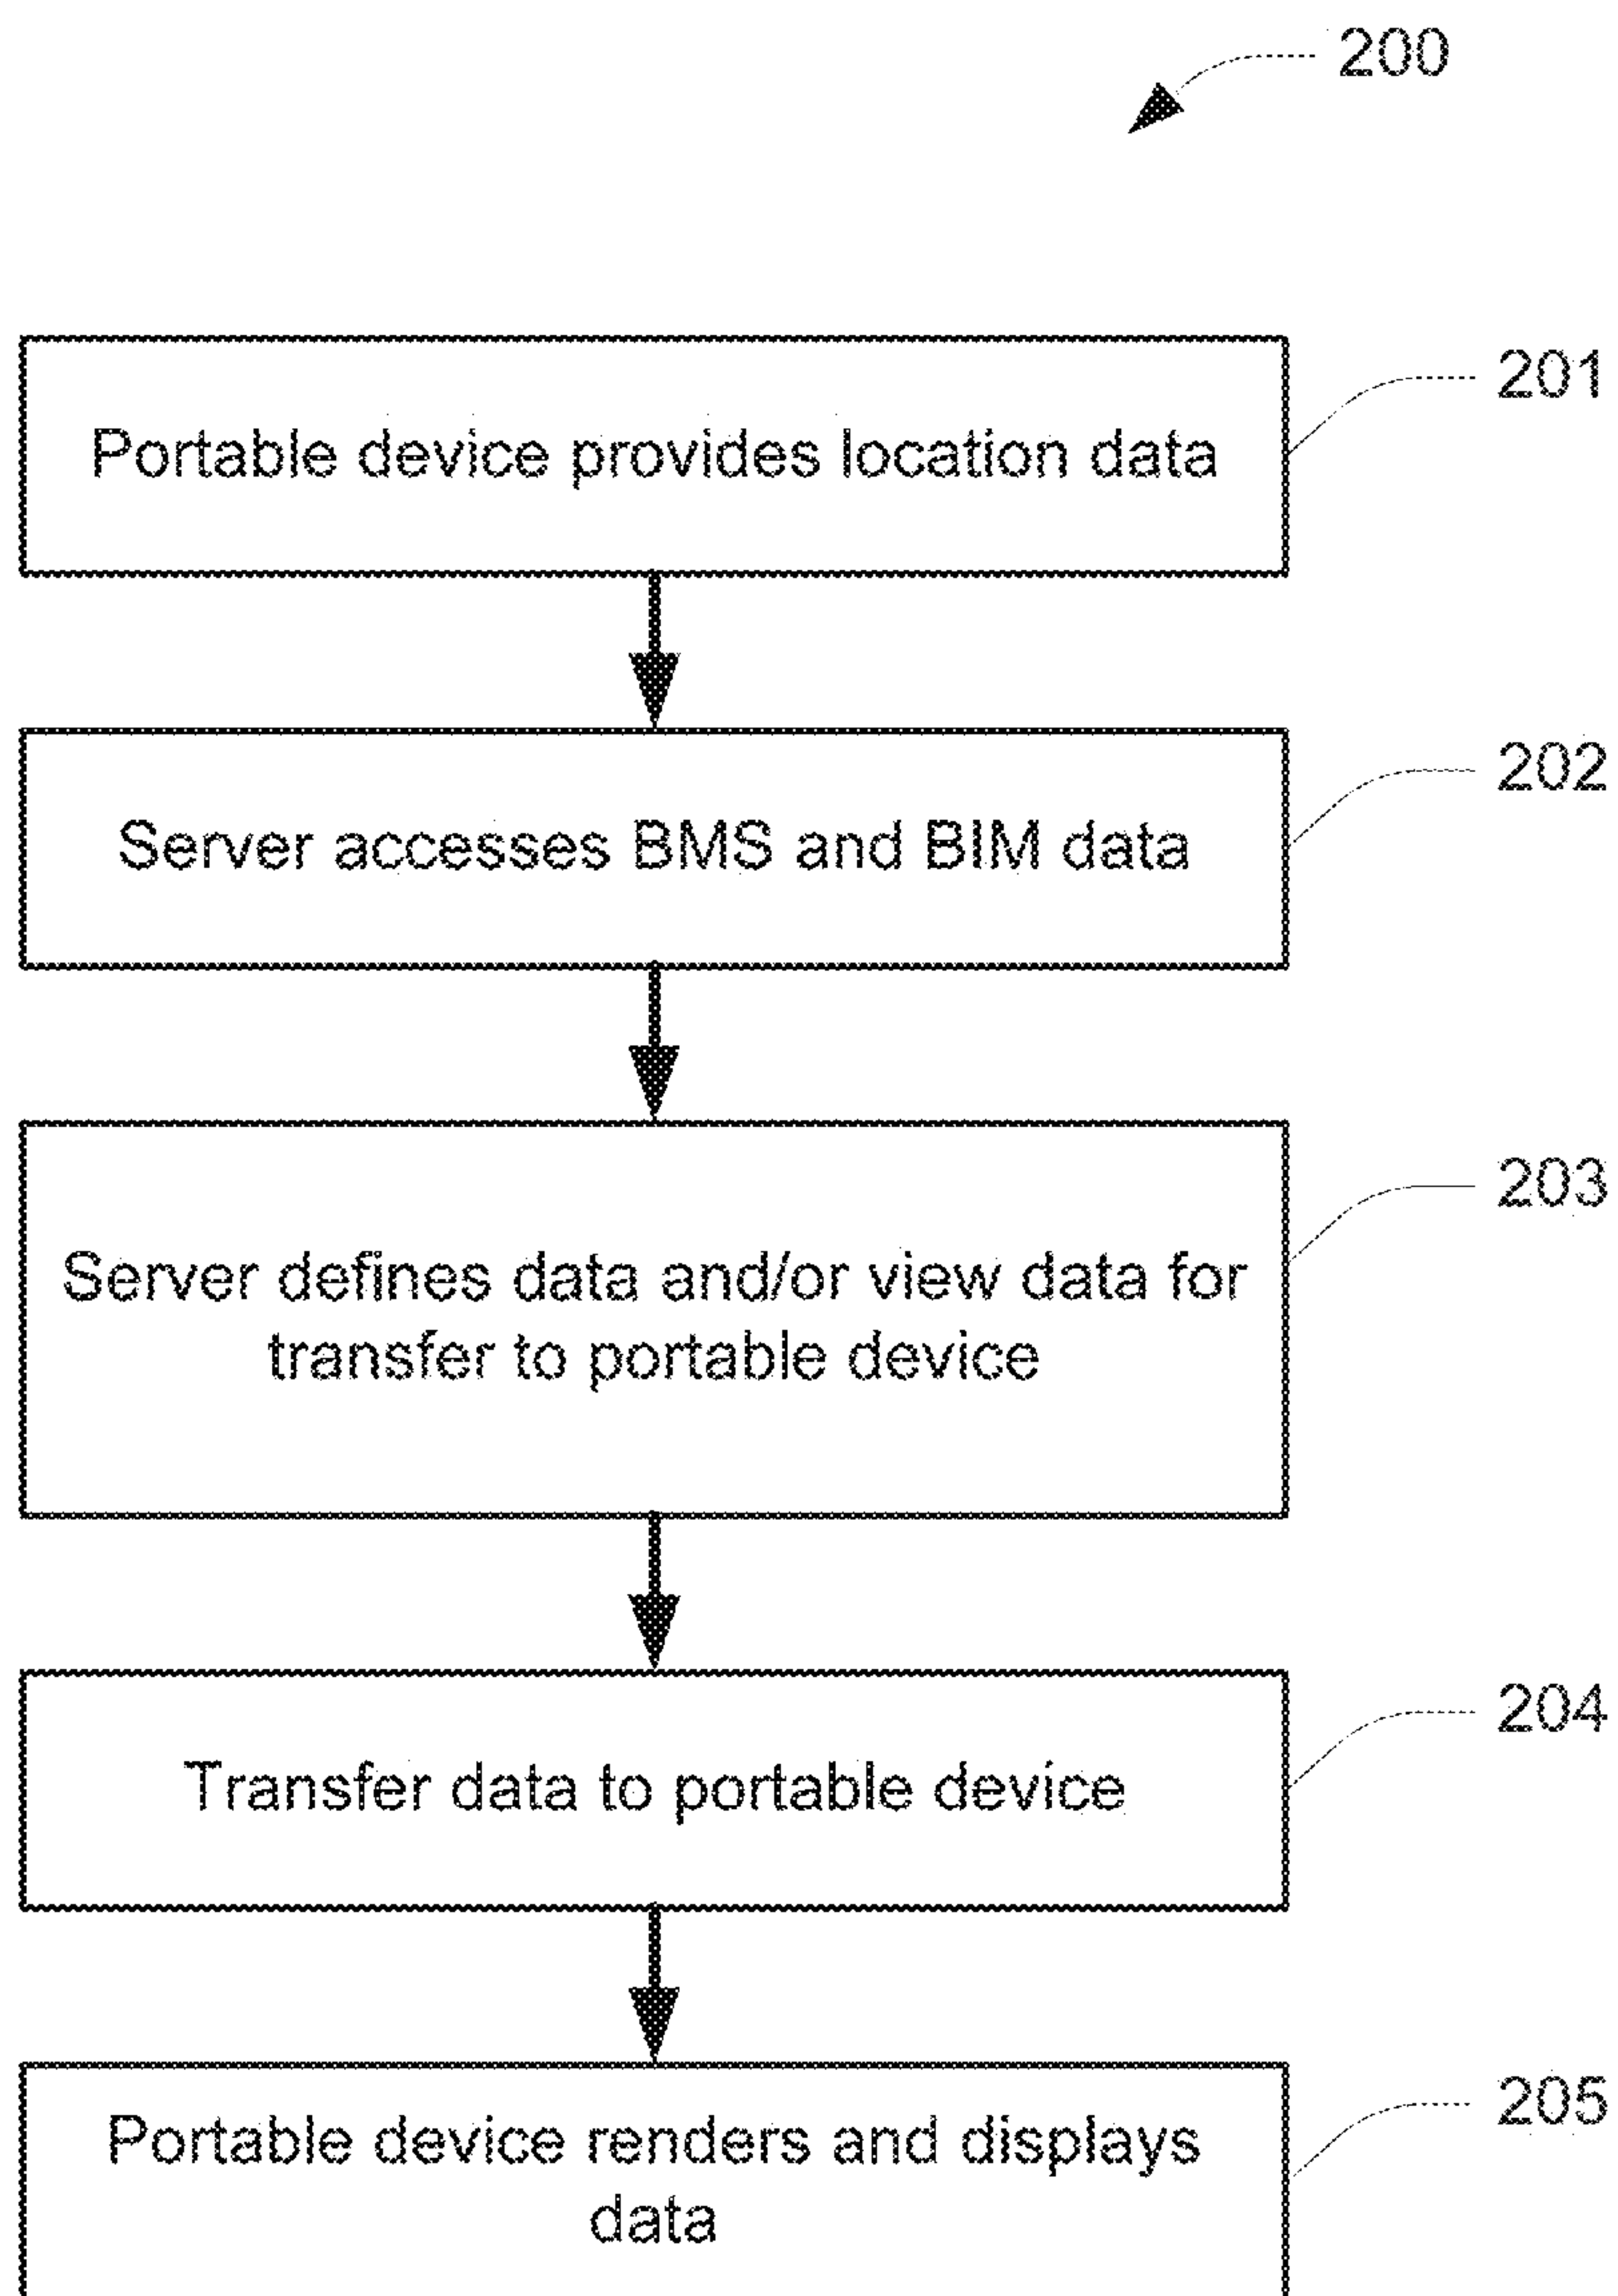 200
201
Portable device provides location data
202
Server accesses BMS and BIM data
203
Server defines data and/or view data for
transfer to portable device
204
Transfer data to portable device
205
Portable device renders and displays
data